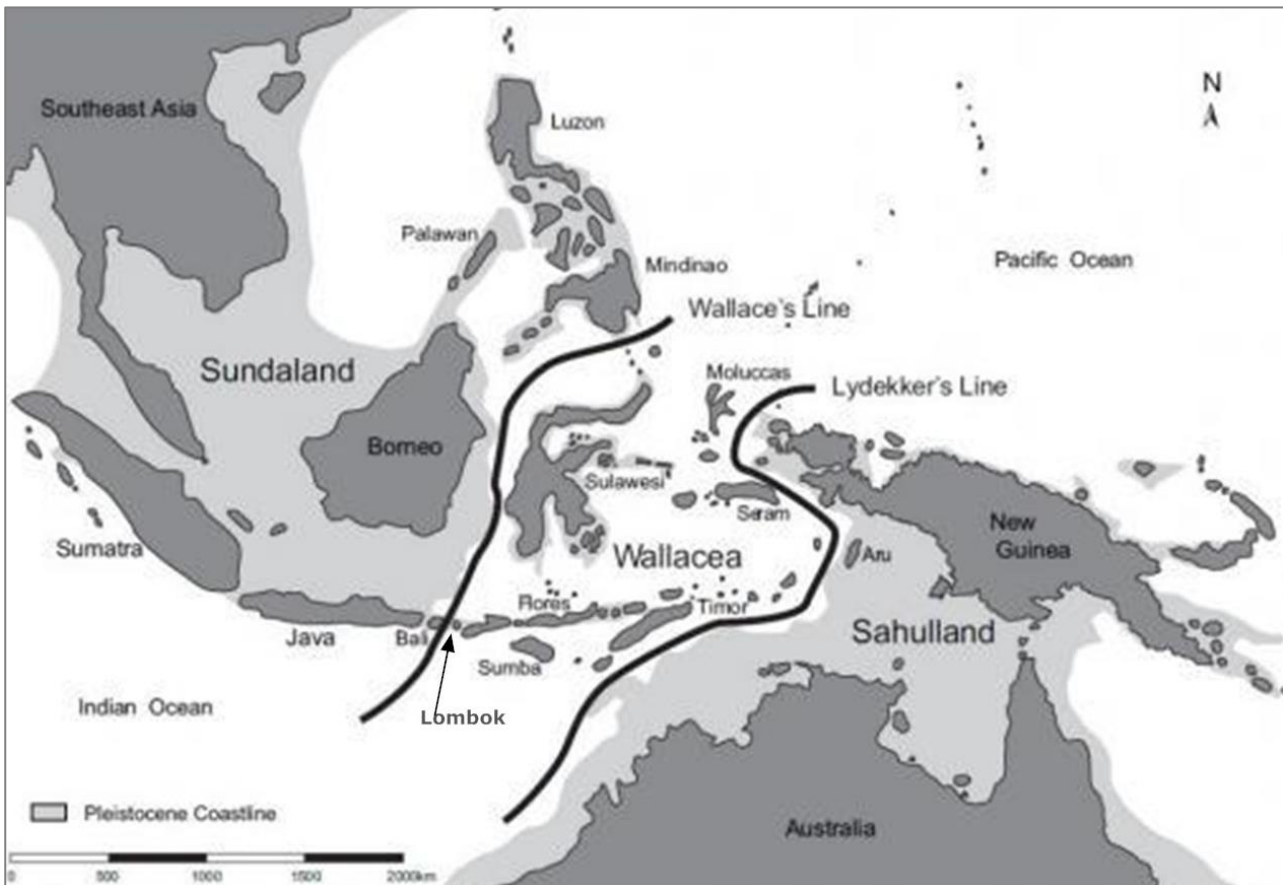 Southeast Asia
N
Luzon
Palawan
Mindinao
Pacific Ocean
Wallace's Line
Sundaland
Moluccas
Lydekker's Line
Borneo
Sulawesi
Seram
New
Guinea
Sumatra
Wallacea
Aru
Flores
Timor
Java
Bali
Sahulland
Sumba
Indian Ocean
Lombok
Pleistocene Coastline
Australia
0 500 1000 1500 2000km